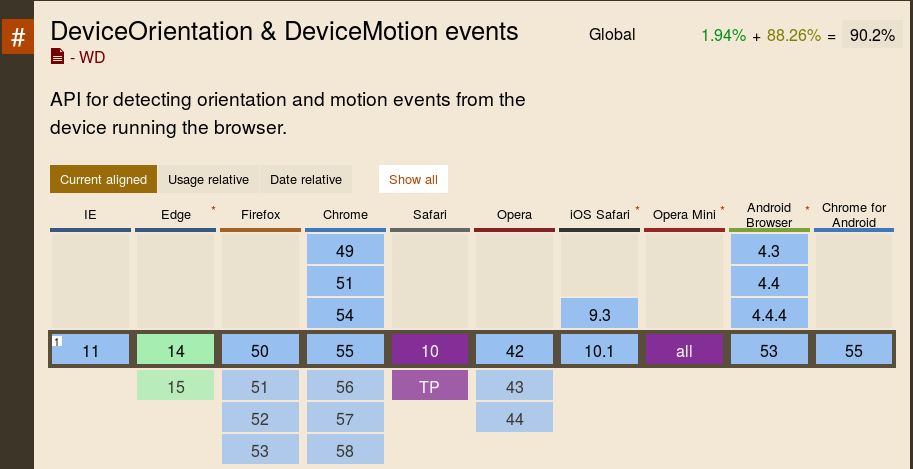 #
DeviceOrientation & DeviceMotion events
Global 1.94% + 88.26% = 90.2%
- WD
API for detecting orientation and motion events from the
device running the browser.
Current aligned Usage relative Date relative Show all
IE Edge * Firefox Chrome Safari Opera iOS Safari * Opera Mini * Android Browser * Chrome for Android
49 4.3
51 4.4
54 9.3 4.4.4
1 11 14 50 55 10 42 10.1 all 53 55
15 51 56 TP 43
52 57 44
53 58